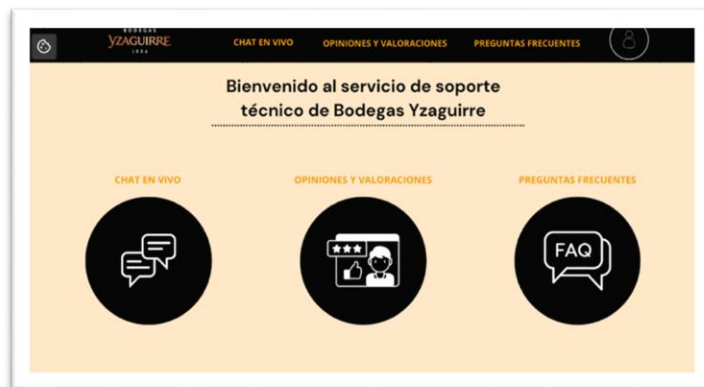 BODEGAS
YZAGUIRRE
1884
CHAT EN VIVO
OPINIONES Y VALORACIONES
PREGUNTAS FRECUENTES
Bienvenido al servicio de soporte
técnico de Bodegas Yzaguirre
CHAT EN VIVO
OPINIONES Y VALORACIONES
PREGUNTAS FRECUENTES
FAQ